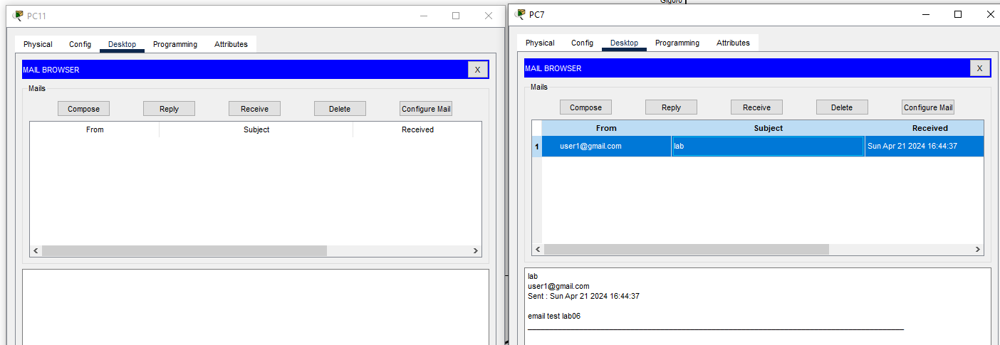 Gig0/0
PC11
Physical Config Desktop Programming Attributes
MAIL BROWSER X
Mails
Compose Reply Receive Delete Configure Mail
From Subject Received
PC7
Physical Config Desktop Programming Attributes
MAIL BROWSER X
Mails
Compose Reply Receive Delete Configure Mail
From Subject Received
1 user1@gmail.com lab Sun Apr 21 2024 16:44:37
lab
user1@gmail.com
Sent : Sun Apr 21 2024 16:44:37
email test lab06